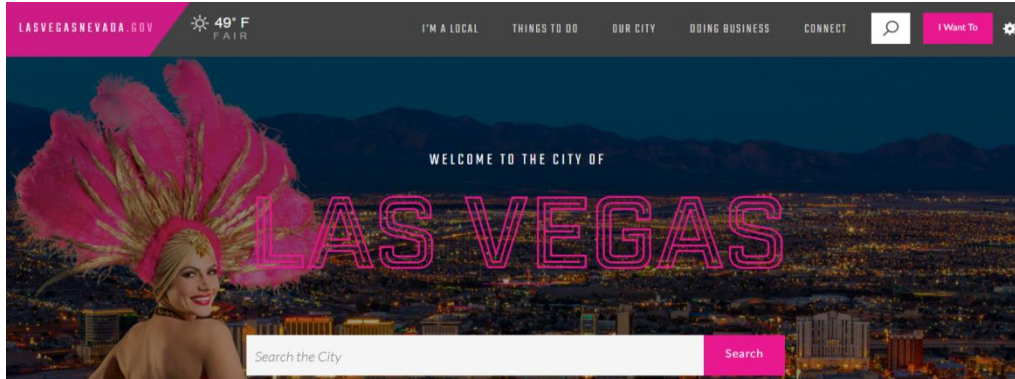 LASVEGASNEVADA.GOV
49° F
FAIR
I'M A LOCAL
THINGS TO DO
OUR CITY
DOING BUSINESS
CONNECT
I Want To
WELCOME TO THE CITY OF
LAS VEGAS
Search the City
Search